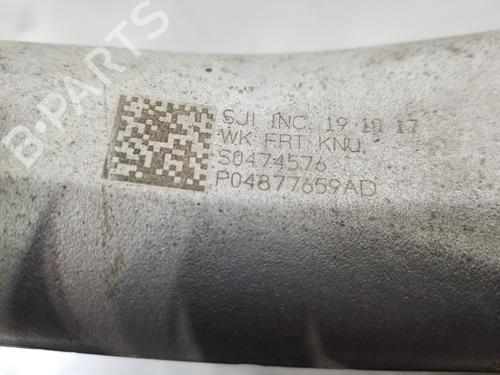 SJI INC. 19 10 17
WK FRT KNU
S0474576
P04877659AD
B-PARTS